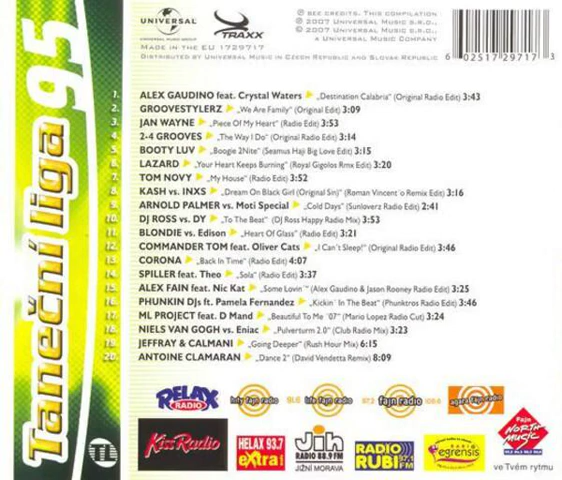 UNIVERSAL
UNIVERSAL MUSIC GROUP
TRAXX
MADE IN THE EU 1729717
DISTRIBUTED BY UNIVERSAL MUSIC IN CZECH REPUBLIC AND SLOVAK REPUBLIC
℗ SEE CREDITS. THIS COMPILATION
℗ 2007 UNIVERSAL MUSIC S.R.O.,
© 2007 UNIVERSAL MUSIC S.R.O.,
A UNIVERSAL MUSIC COMPANY
6 02517 29717 3
Taneční liga 95
TL
1. ALEX GAUDINO feat. Crystal Waters „Destination Calabria" (Original Radio Edit) 3:43
2. GROOVESTYLERZ „We Are Family" (Original Edit) 3:09
3. JAN WAYNE „Piece Of My Heart" (Radio Edit) 3:53
4. 2-4 GROOVES „The Way I Do" (Original Radio Edit) 3:14
5. BOOTY LUV „Boogie 2Nite" (Seamus Haji Big Love Edit) 3:15
6. LAZARD „Your Heart Keeps Burning" (Royal Gigolos Rmx Edit) 3:20
7. TOM NOVY „My House" (Radio Edit) 3:52
8. KASH vs. INXS „Dream On Black Girl (Original Sin)" (Roman Vincent´o Remix Edit) 3:16
9. ARNOLD PALMER vs. Moti Special „Cold Days" (Sunloverz Radio Edit) 2:41
10. DJ ROSS vs. DY „To The Beat" (DJ Ross Happy Radio Mix) 3:53
11. BLONDIE vs. Edison „Heart Of Glass" (Radio Edit) 3:21
12. COMMANDER TOM feat. Oliver Cats „I Can´t Sleep!" (Original Radio Edit) 3:46
13. CORONA „Back In Time" (Radio Edit) 4:07
14. SPILLER feat. Theo „Sola" (Radio Edit) 3:37
15. ALEX FAIN feat. Nic Kat „Some Lovin´" (Alex Gaudino & Jason Rooney Radio Edit) 3:25
16. PHUNKIN DJs ft. Pamela Fernandez „Kickin´ In The Beat" (Phunktros Radio Edit) 3:46
17. ML PROJECT feat. D Mand „Beautiful To Me ´07" (Mario Lopez Radio Cut) 3:24
18. NIELS VAN GOGH vs. Eniac „Pulverturm 2.0" (Club Radio Mix) 3:23
19. JEFFRAY & CALMANI „Going Deeper" (Rush Hour Mix) 6:15
20. ANTOINE CLAMARAN „Dance 2" (David Vendetta Remix) 8:09
RELAX RADIO
hity fajn radio
life fajn radio
97.2 fajn radio
agara fajn radio
Kiss Radio
HELAX 93.7 extra!
Jih
RADIO 88.9 FM
JIŽNÍ MORAVA
RADIO RUBI 97.1 FM
RADIO egrensis
Fajn NORTH MUSIC
ve Tvém rytmu